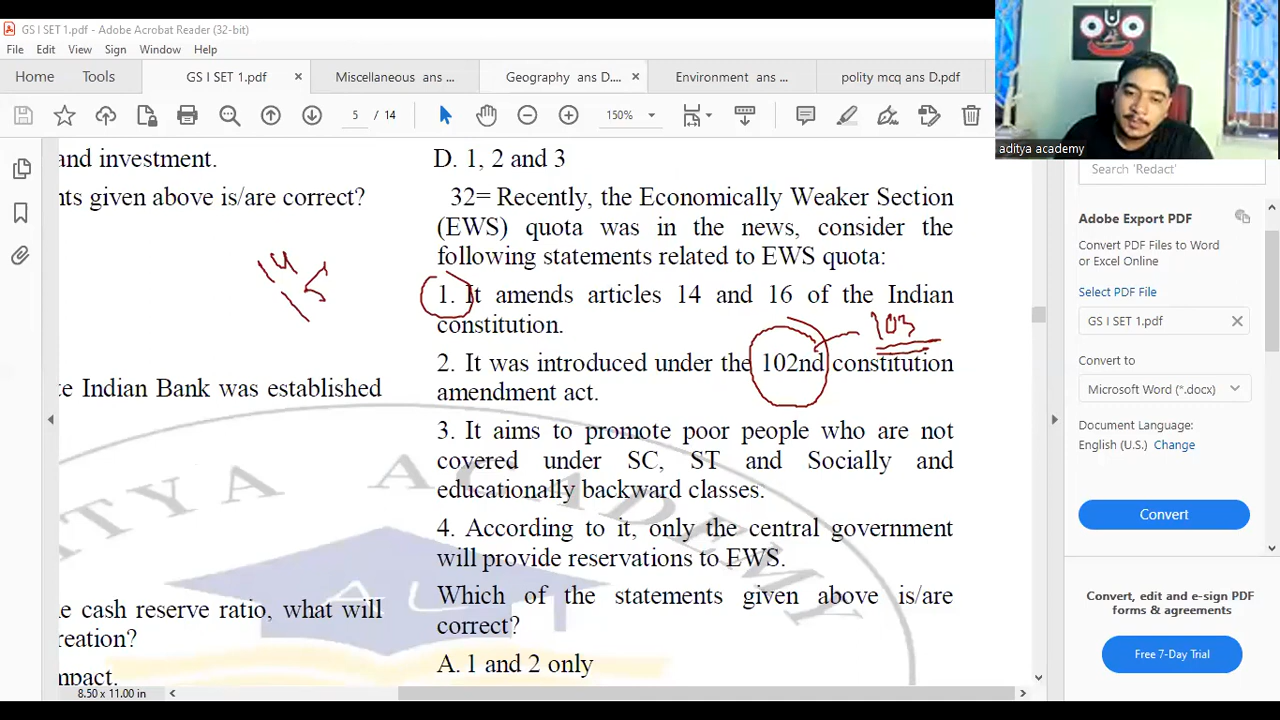 GS I SET 1.pdf - Adobe Acrobat Reader (32-bit)
File Edit View Sign Window Help
Home Tools GS I SET 1.pdf × Miscellaneous ans ... Geography ans D.... × Environment ans ... polity mcq ans D.pdf
5 / 14 150%
aditya academy
Search 'Redact'
and investment.
nts given above is/are correct?
14
15
te Indian Bank was established
e cash reserve ratio, what will
reation?
mpact.
D. 1, 2 and 3
32= Recently, the Economically Weaker Section
(EWS) quota was in the news, consider the
following statements related to EWS quota:
1. It amends articles 14 and 16 of the Indian
constitution.
103
2. It was introduced under the 102nd constitution
amendment act.
3. It aims to promote poor people who are not
covered under SC, ST and Socially and
educationally backward classes.
4. According to it, only the central government
will provide reservations to EWS.
Which of the statements given above is/are
correct?
A. 1 and 2 only
ITYA ACADEMY
AU
8.50 x 11.00 in
Adobe Export PDF
Convert PDF Files to Word
or Excel Online
Select PDF File
GS I SET 1.pdf
Convert to
Microsoft Word (*.docx)
Document Language:
English (U.S.) Change
Convert
Convert, edit and e-sign PDF
forms & agreements
Free 7-Day Trial